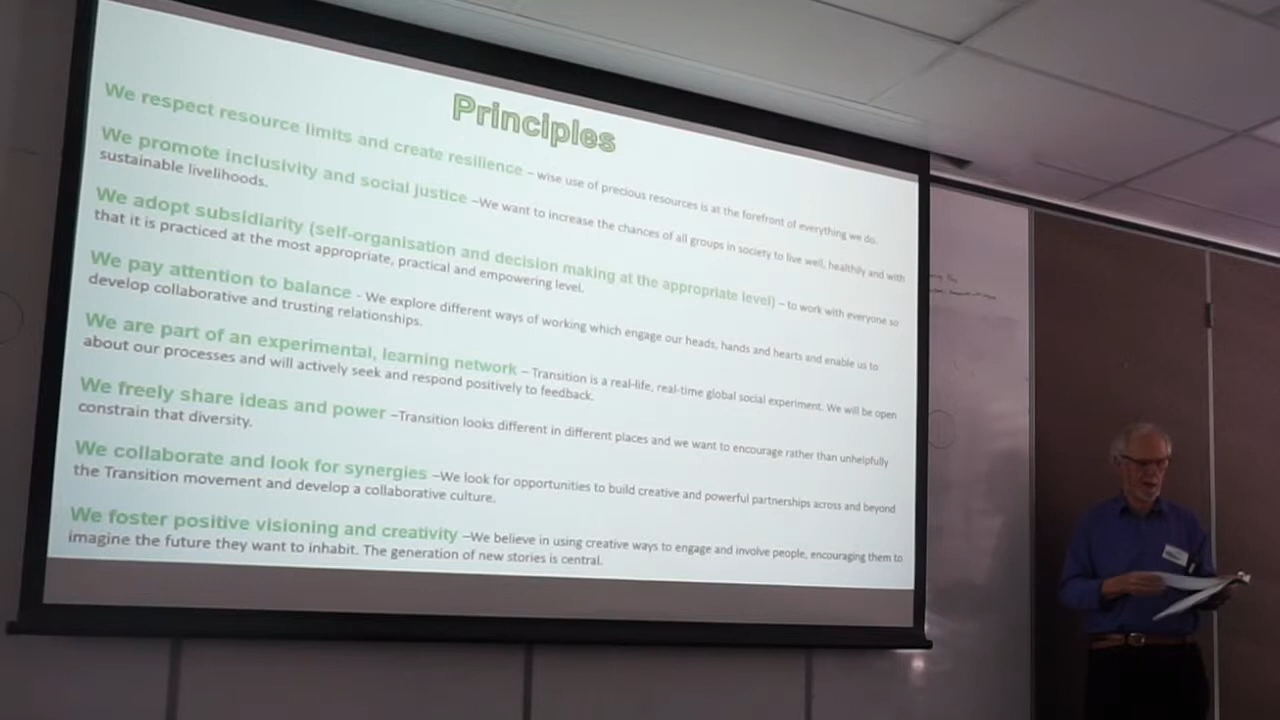 Principles
We respect resource limits and create resilience – wise use of precious resources is at the forefront of everything we do.
We promote inclusivity and social justice –We want to increase the chances of all groups in society to live well, healthily and with
sustainable livelihoods.
We adopt subsidiarity (self-organisation and decision making at the appropriate level) – to work with everyone so
that it is practiced at the most appropriate, practical and empowering level.
We pay attention to balance - We explore different ways of working which engage our heads, hands and hearts and enable us to
develop collaborative and trusting relationships.
We are part of an experimental, learning network – Transition is a real-life, real-time global social experiment. We will be open
about our processes and will actively seek and respond positively to feedback.
We freely share ideas and power –Transition looks different in different places and we want to encourage rather than unhelpfully
constrain that diversity.
We collaborate and look for synergies –We look for opportunities to build creative and powerful partnerships across and beyond
the Transition movement and develop a collaborative culture.
We foster positive visioning and creativity –We believe in using creative ways to engage and involve people, encouraging them to
imagine the future they want to inhabit. The generation of new stories is central.